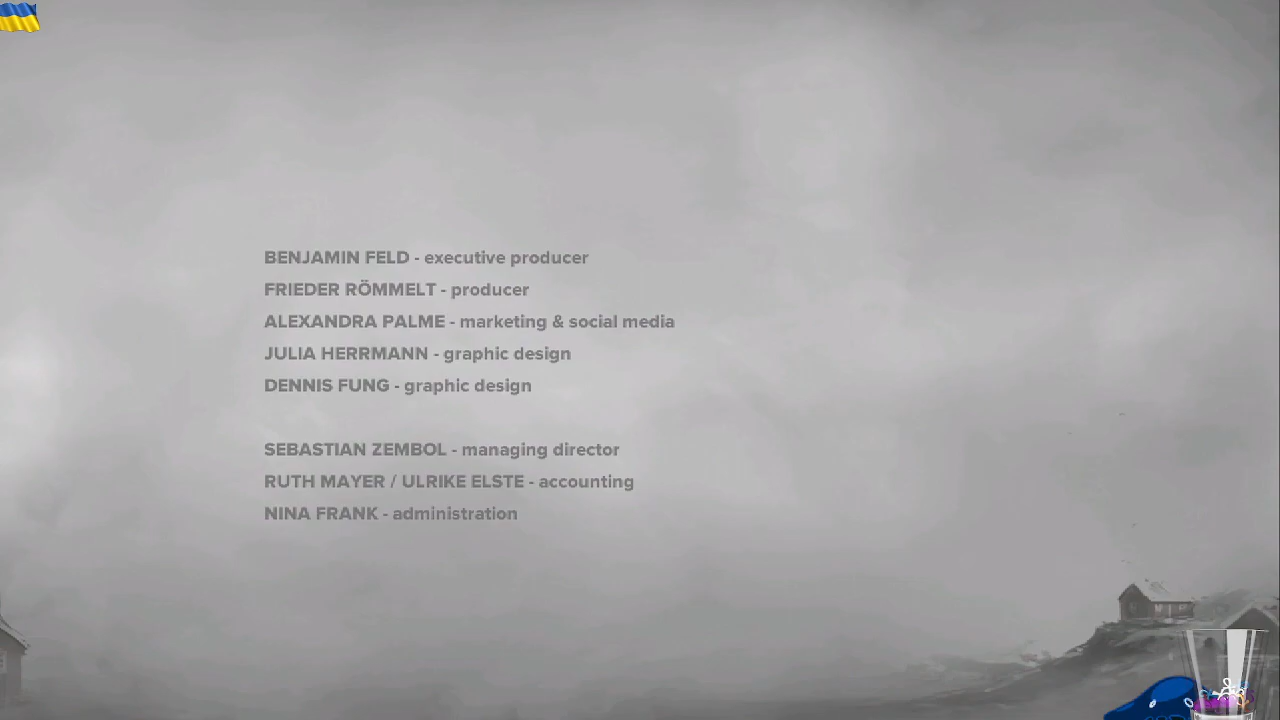 BENJAMIN FELD - executive producer
FRIEDER RÖMMELT - producer
ALEXANDRA PALME - marketing & social media
JULIA HERRMANN - graphic design
DENNIS FUNG - graphic design
SEBASTIAN ZEMBOL - managing director
RUTH MAYER / ULRIKE ELSTE - accounting
NINA FRANK - administration